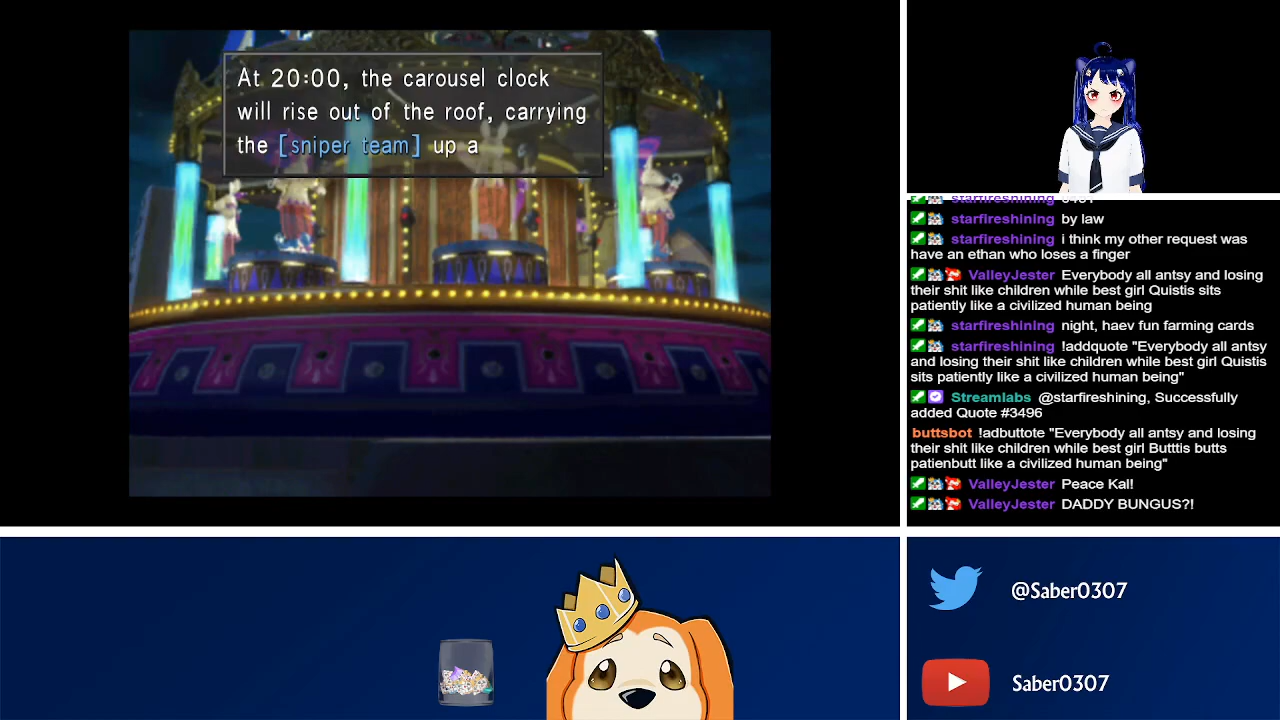 At 20:00, the carousel clock
will rise out of the roof, carrying
the [sniper team] up a
starfireshining
starfireshining by law
starfireshining i think my other request was
have an ethan who loses a finger
ValleyJester Everybody all antsy and losing
their shit like children while best girl Quistis sits
patiently like a civilized human being
starfireshining night, haev fun farming cards
starfireshining !addquote "Everybody all antsy
and losing their shit like children while best girl Quistis
sits patiently like a civilized human being"
Streamlabs @starfireshining, Successfully
added Quote #3496
buttsbot !adbuttote "Everybody all antsy and losing
their shit like children while best girl Butttis butts
patienbutt like a civilized human being"
ValleyJester Peace Kal!
ValleyJester DADDY BUNGUS?!
@Saber0307
Saber0307